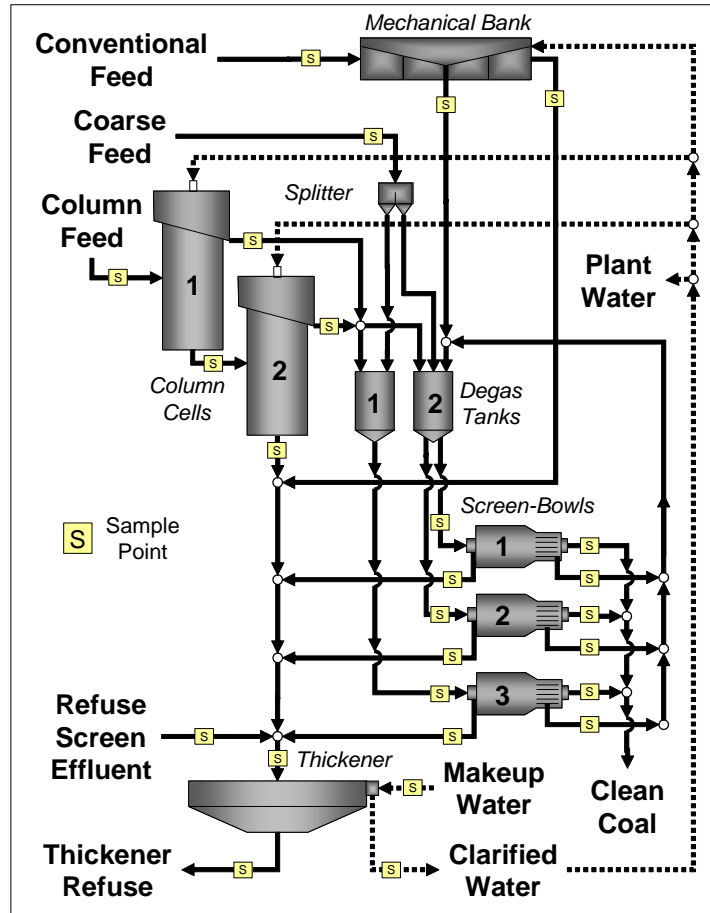 Mechanical Bank
Conventional
Feed
S
S
S
Coarse
Feed
S
Splitter
Column
Feed
S
1
S
S
2
S
Column
Cells
S
Plant
Water
1
2
Degas
Tanks
S
Sample
Point
S
Screen-Bowls
1
S
S
S
S
2
S
S
S
S
3
S
S
S
Refuse
Screen
Effluent
S
S
Thickener
S
Makeup
Water
Clean
Coal
Thickener
Refuse
S
S
Clarified
Water